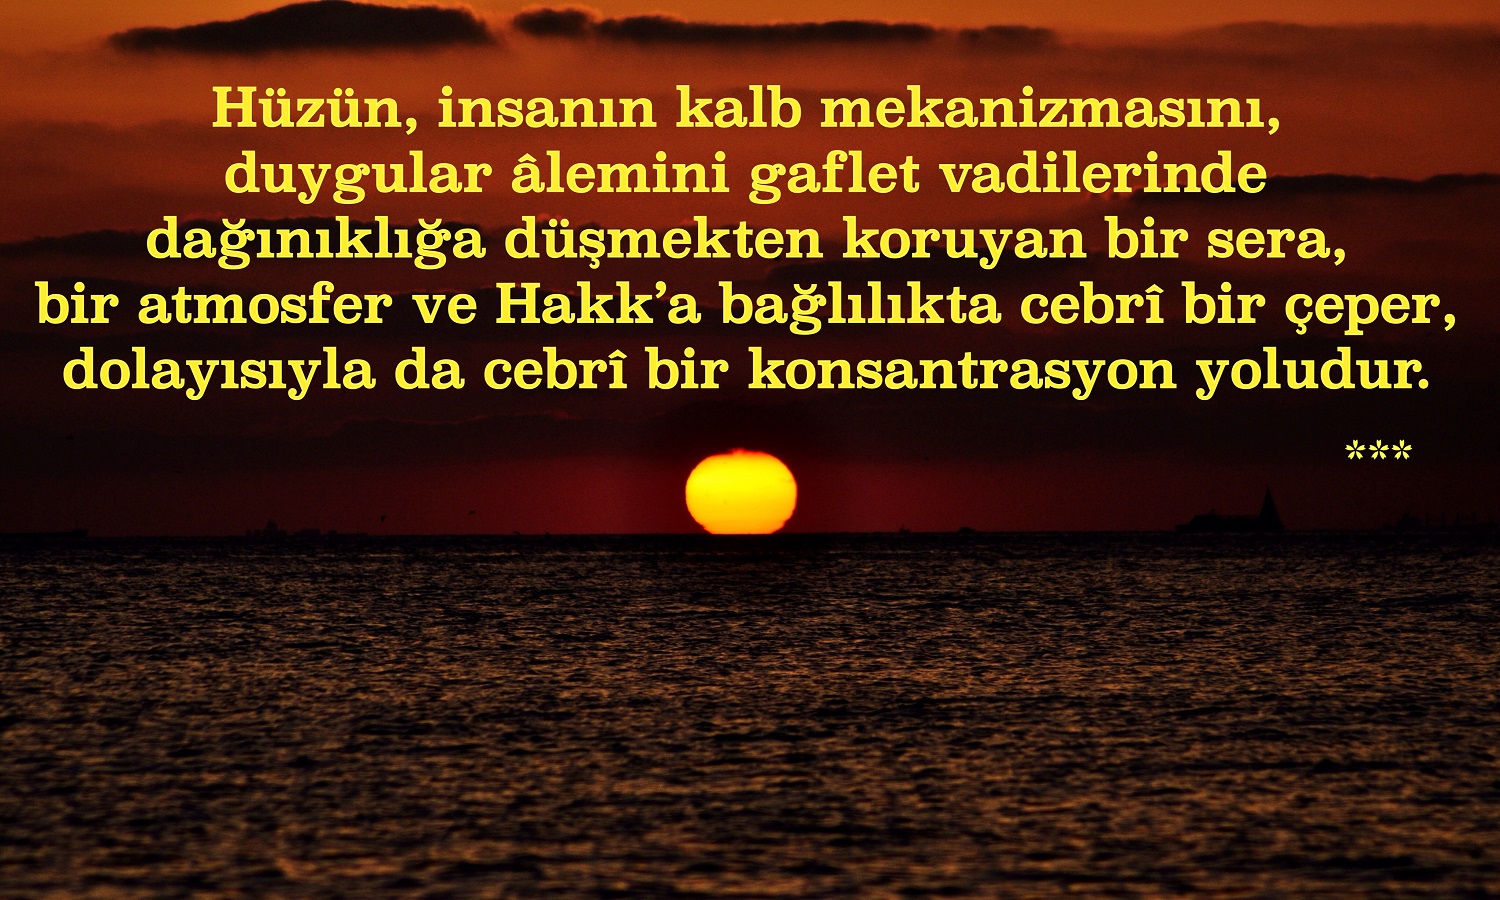 Hüzün, insanın kalb mekanizmasını,
duygular âlemini gaflet vadilerinde
dağınıklığa düşmekten koruyan bir sera,
bir atmosfer ve Hakk’a bağlılıkta cebrî bir çeper,
dolayısıyla da cebrî bir konsantrasyon yoludur.
***